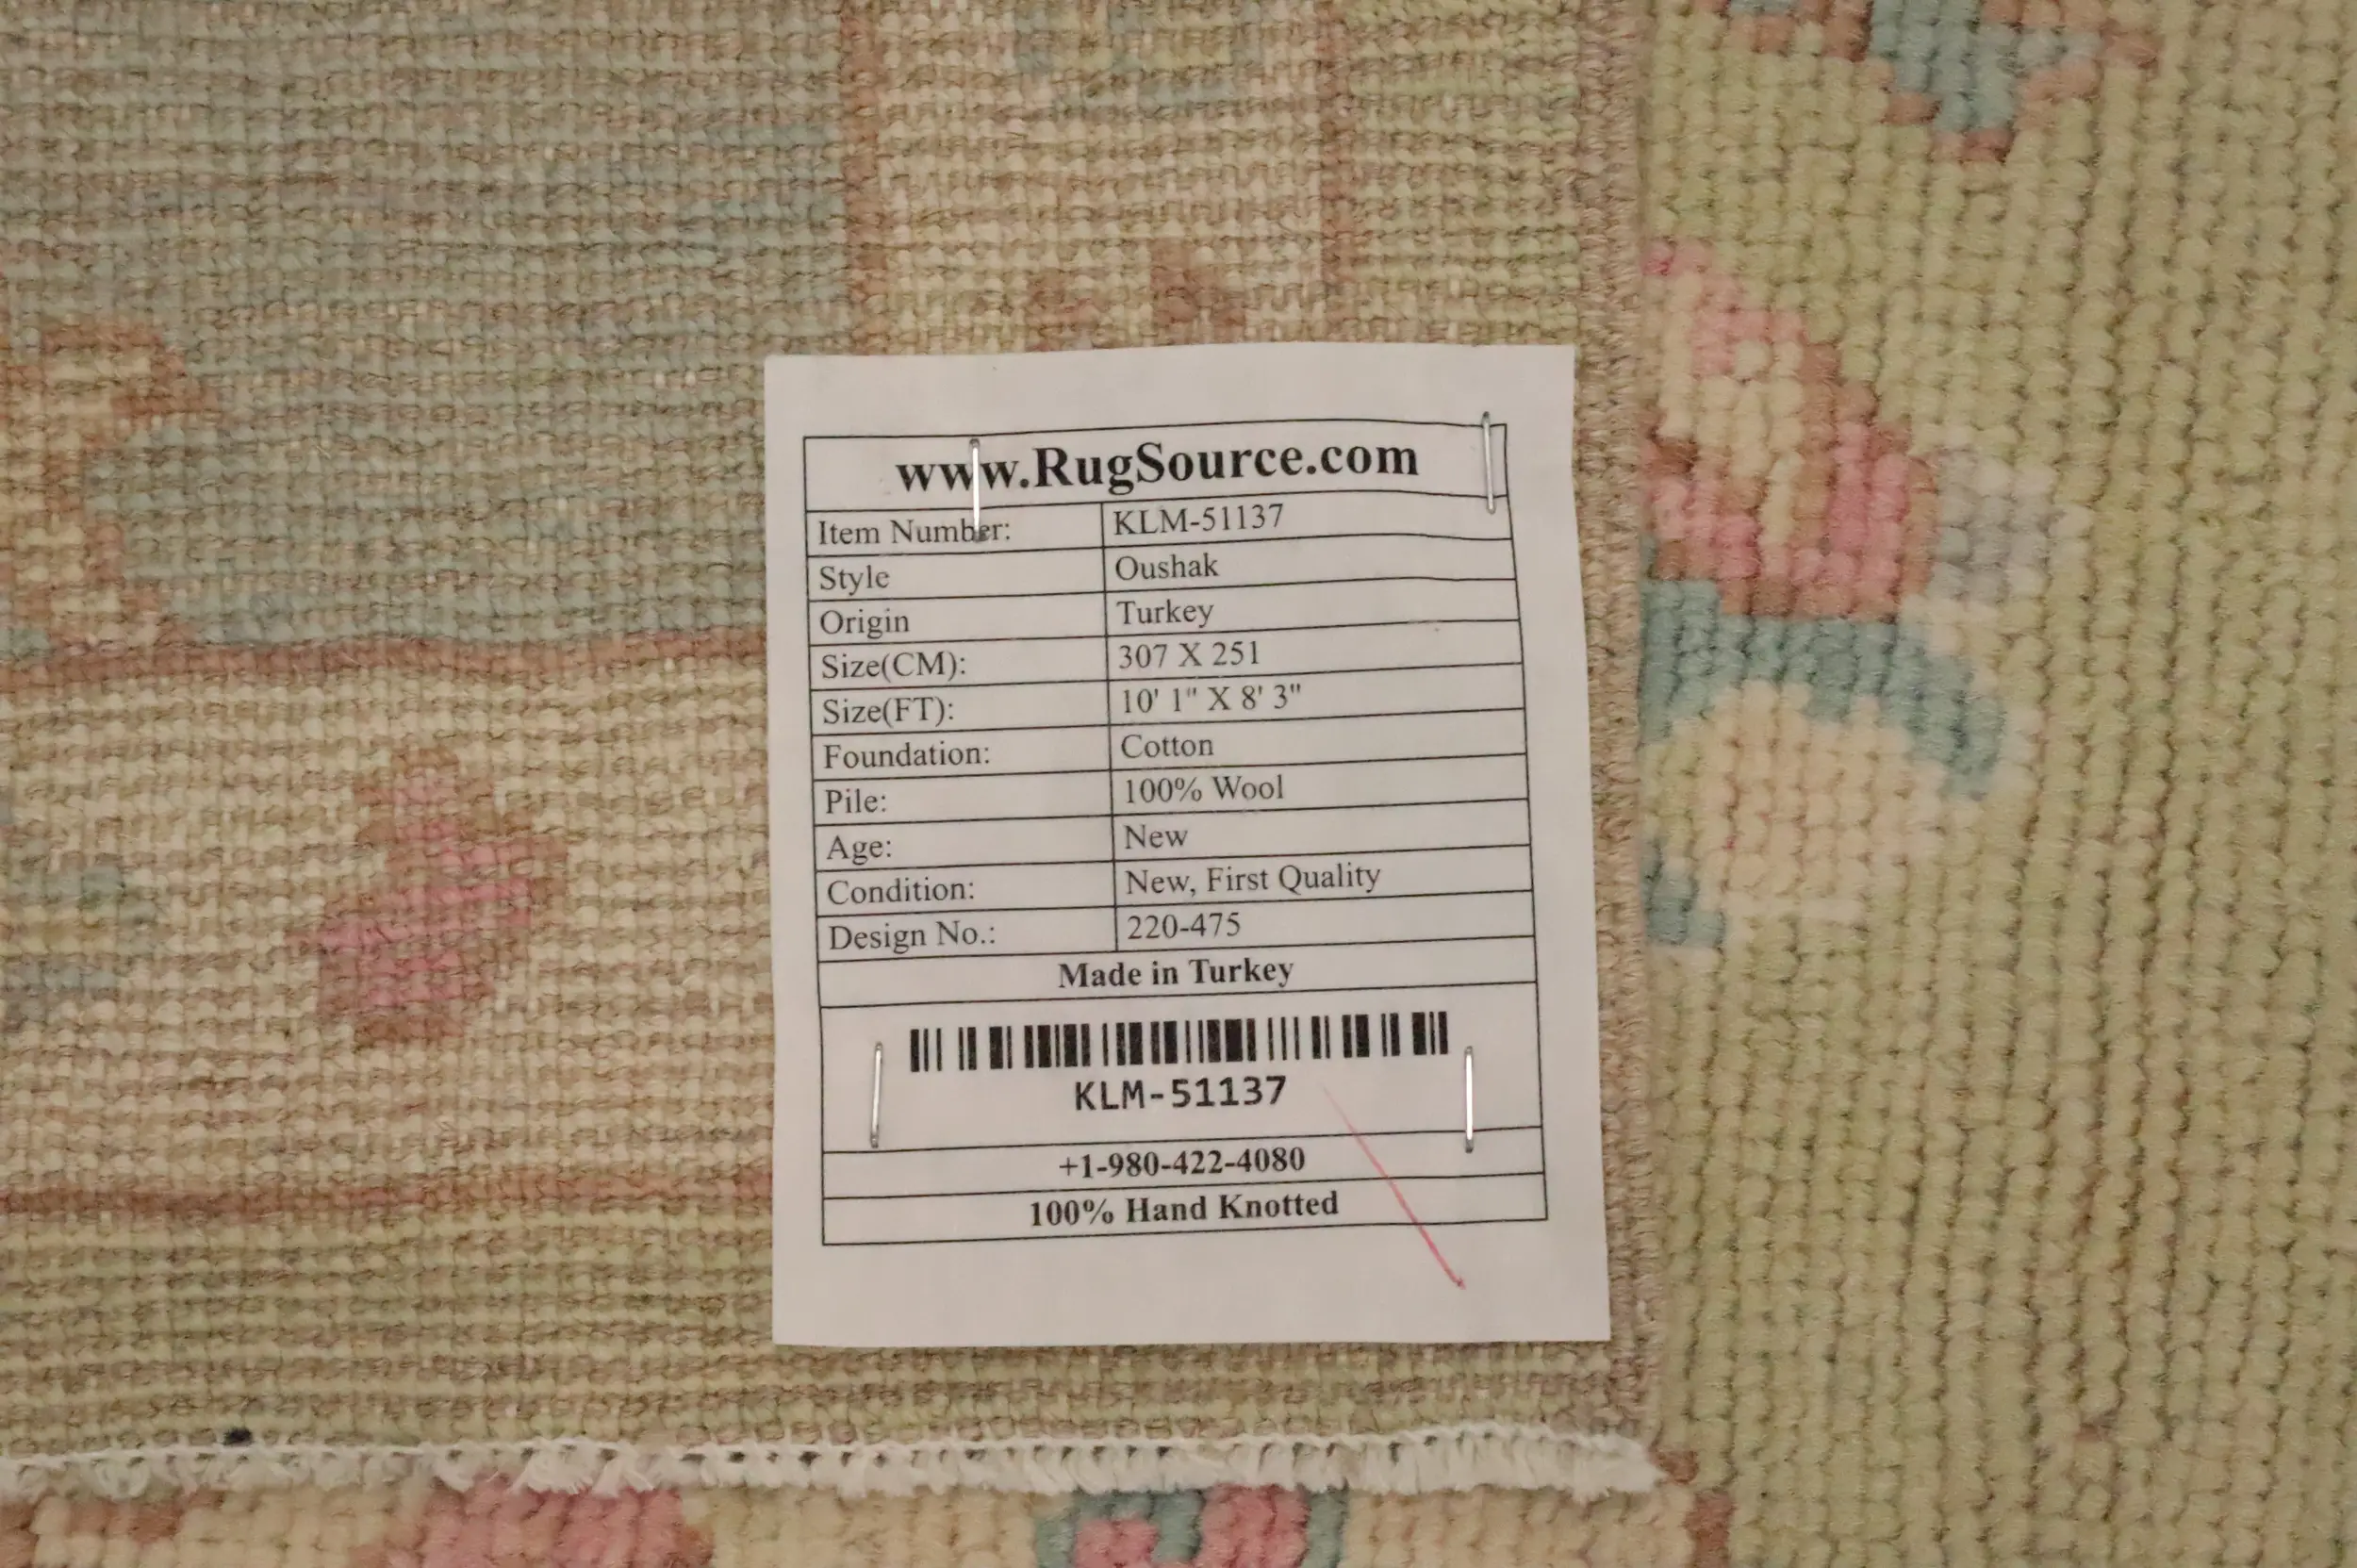 www.RugSource.com
Item Number: KLM-51137
Style Oushak
Origin Turkey
Size(CM): 307 X 251
Size(FT): 10' 1" X 8' 3"
Foundation: Cotton
Pile: 100% Wool
Age: New
Condition: New, First Quality
Design No.: 220-475
Made in Turkey
KLM-51137
+1-980-422-4080
100% Hand Knotted